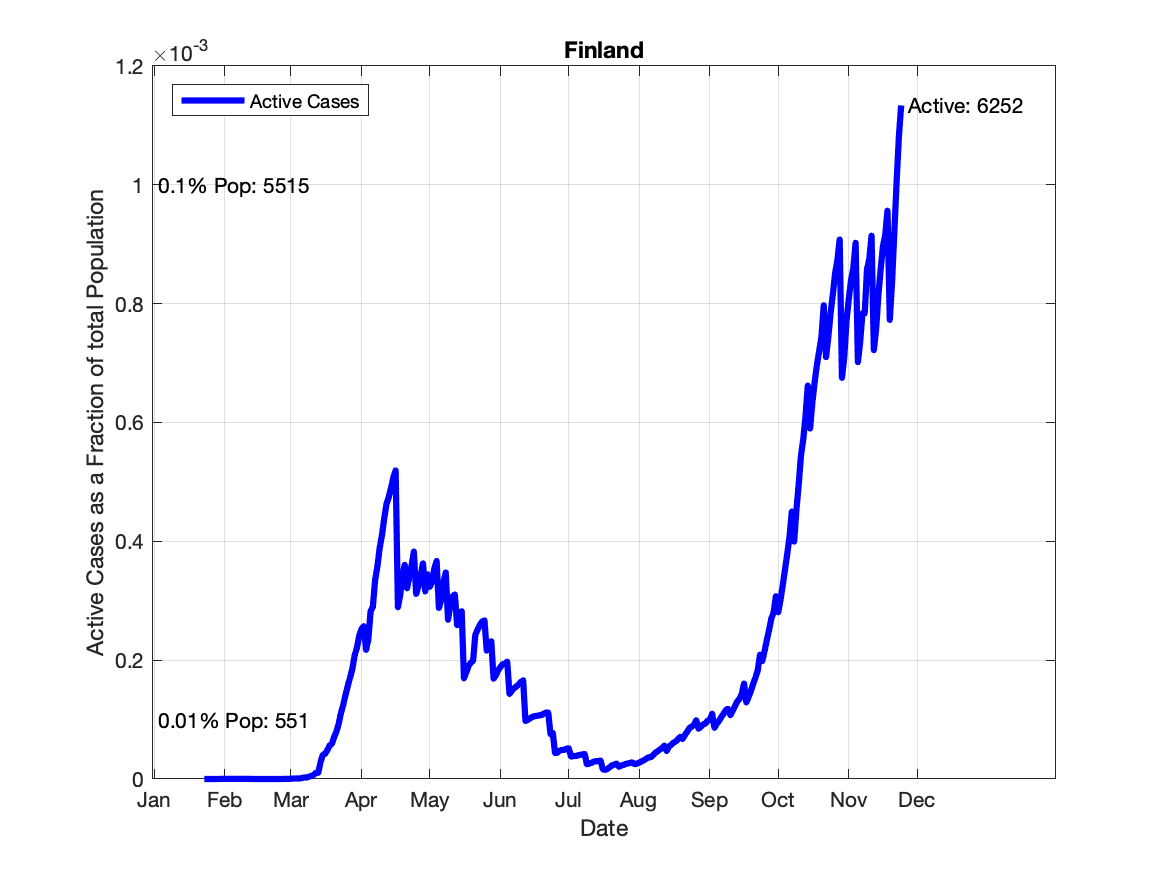 Finland
×10-3
Active Cases
Active: 6252
0.1% Pop: 5515
0.01% Pop: 551
Active Cases as a Fraction of total Population
1.2
1
0.8
0.6
0.4
0.2
0
Jan Feb Mar Apr May Jun Jul Aug Sep Oct Nov Dec
Date